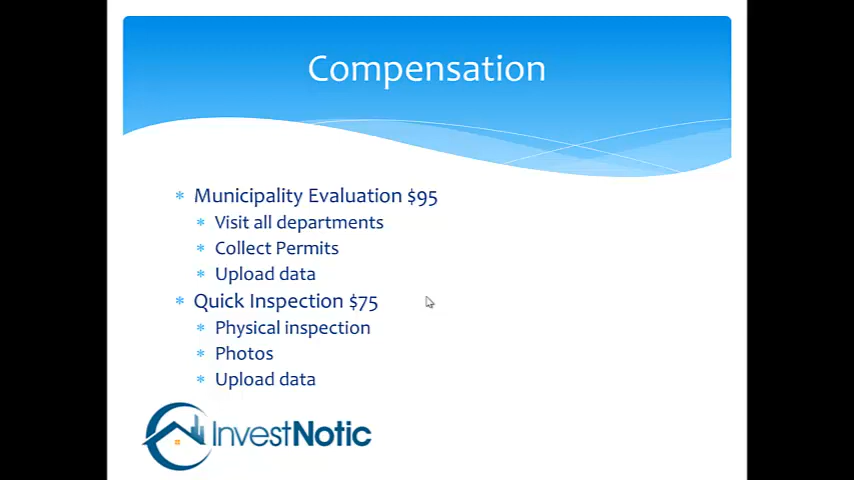 Compensation
Municipality Evaluation $95
Visit all departments
Collect Permits
Upload data
Quick Inspection $75
Physical inspection
Photos
Upload data
InvestNotic